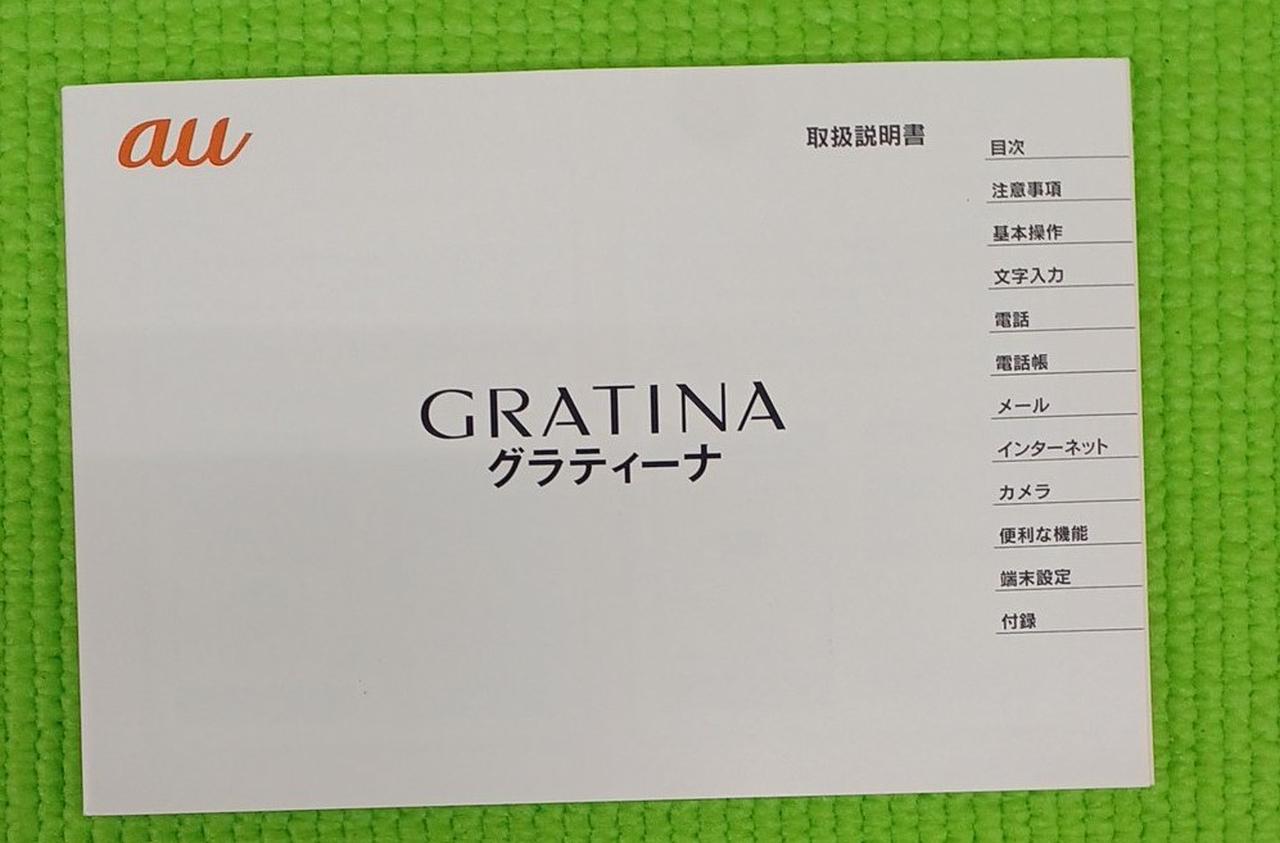 au
取扱説明書
GRATINA
グラティーナ
目次
注意事項
基本操作
文字入力
電話
電話帳
メール
インターネット
カメラ
便利な機能
端末設定
付録